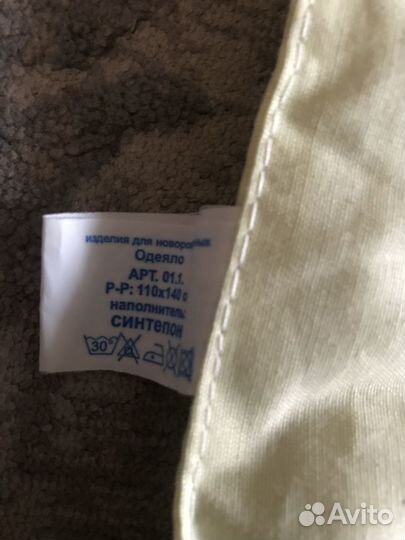 изделия для новорожденных
Одеяло
АРТ. 01.1.
Р-Р: 110х140
наполнитель:
СИНТЕПОН
30°
Avito